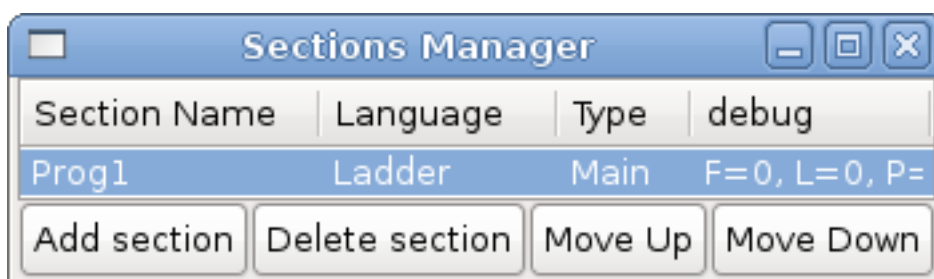 Sections Manager
Section Name Language Type debug
Prog1 Ladder Main F=0, L=0, P=
Add section Delete section Move Up Move Down